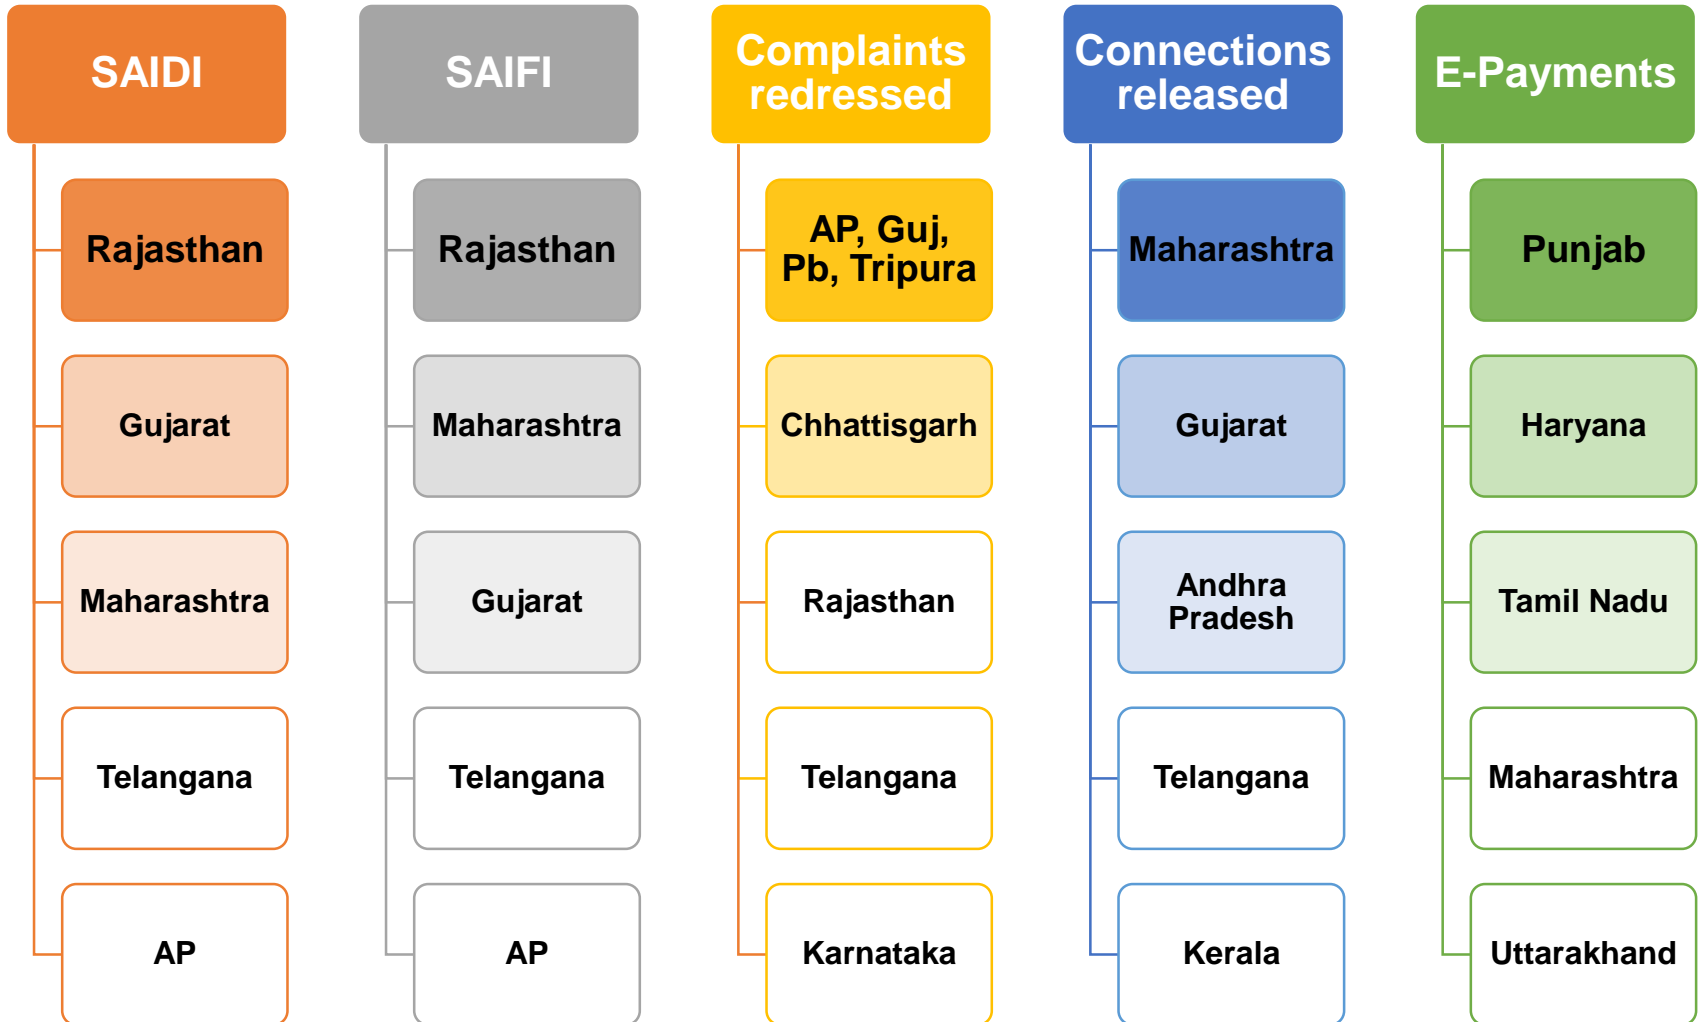 SAIDI
Rajasthan
Gujarat
Maharashtra
Telangana
AP
SAIFI
Rajasthan
Maharashtra
Gujarat
Telangana
AP
Complaints
redressed
AP, Guj,
Pb, Tripura
Chhattisgarh
Rajasthan
Telangana
Karnataka
Connections
released
Maharashtra
Gujarat
Andhra
Pradesh
Telangana
Kerala
E-Payments
Punjab
Haryana
Tamil Nadu
Maharashtra
Uttarakhand